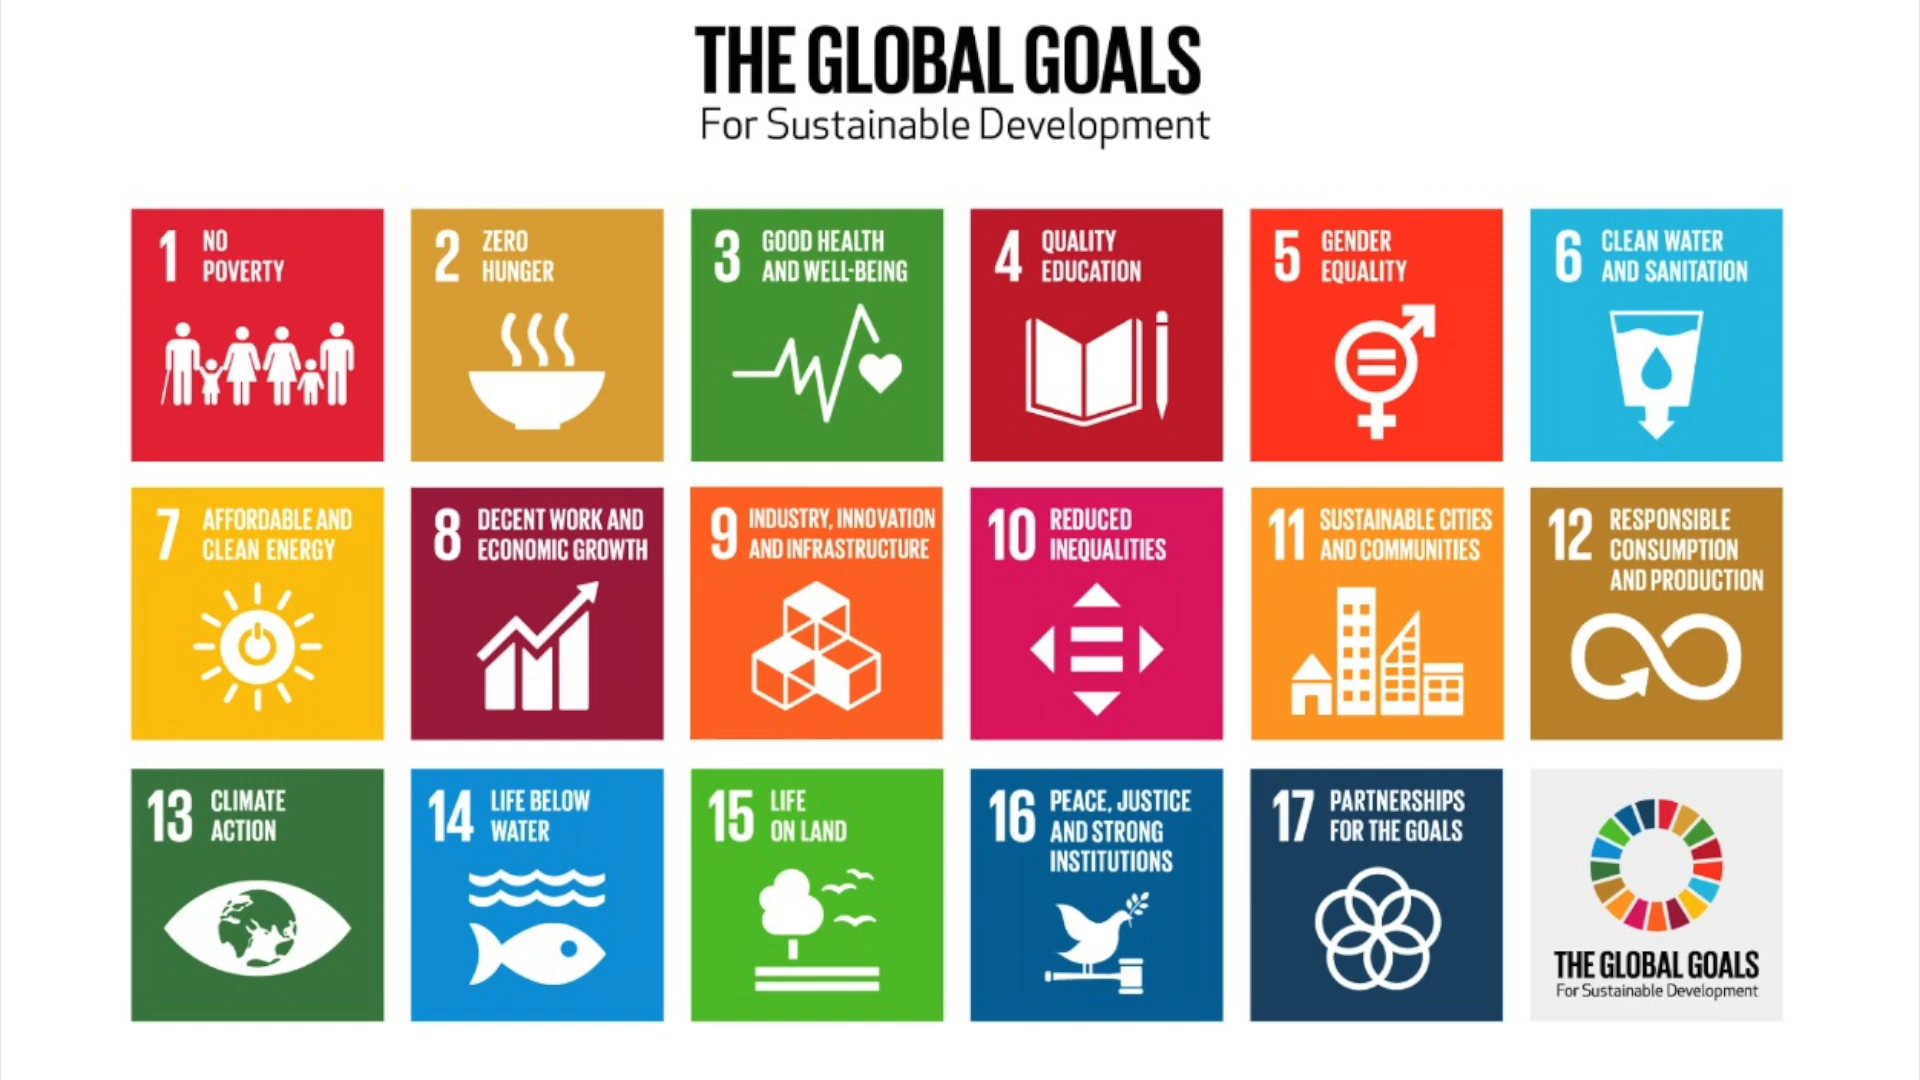 THE GLOBAL GOALS
For Sustainable Development
1 NO
POVERTY
2 ZERO
HUNGER
3 GOOD HEALTH
AND WELL-BEING
4 QUALITY
EDUCATION
5 GENDER
EQUALITY
6 CLEAN WATER
AND SANITATION
7 AFFORDABLE AND
CLEAN ENERGY
8 DECENT WORK AND
ECONOMIC GROWTH
9 INDUSTRY, INNOVATION
AND INFRASTRUCTURE
10 REDUCED
INEQUALITIES
11 SUSTAINABLE CITIES
AND COMMUNITIES
12 RESPONSIBLE
CONSUMPTION
AND PRODUCTION
13 CLIMATE
ACTION
14 LIFE BELOW
WATER
15 LIFE
ON LAND
16 PEACE, JUSTICE
AND STRONG
INSTITUTIONS
17 PARTNERSHIPS
FOR THE GOALS
THE GLOBAL GOALS
For Sustainable Development